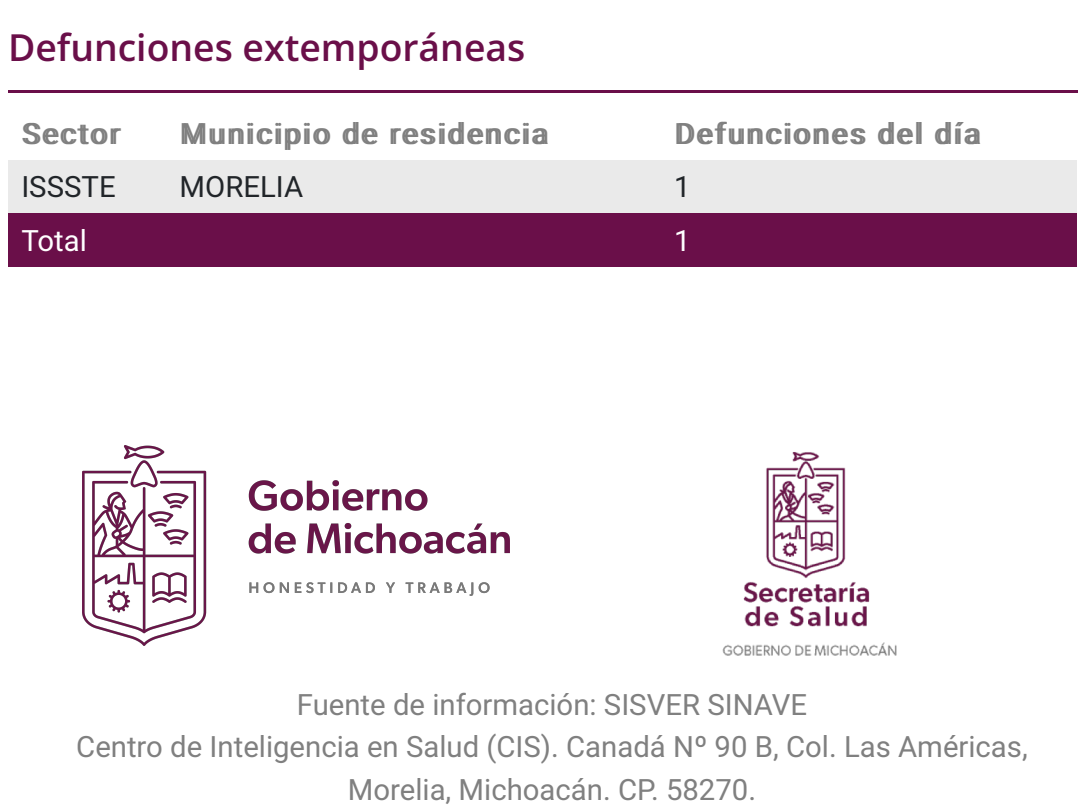 Defunciones extemporáneas
Sector Municipio de residencia Defunciones del día
ISSSTE MORELIA 1
Total 1
Gobierno
de Michoacán
HONESTIDAD Y TRABAJO
Secretaría
de Salud
GOBIERNO DE MICHOACÁN
Fuente de información: SISVER SINAVE
Centro de Inteligencia en Salud (CIS). Canadá Nº 90 B, Col. Las Américas,
Morelia, Michoacán. CP. 58270.